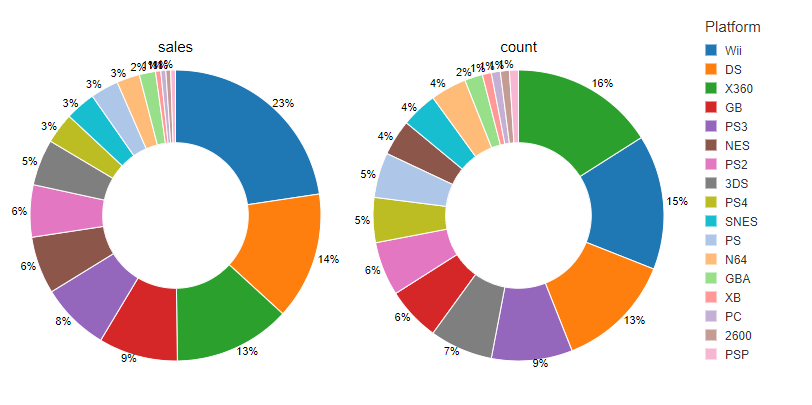 sales
23%
14%
13%
9%
8%
6%
6%
5%
3%
3%
3%
3%
2%
1%
count
16%
15%
13%
9%
7%
6%
6%
5%
5%
4%
4%
4%
2%
1%
1%
Platform
Wii
DS
X360
GB
PS3
NES
PS2
3DS
PS4
SNES
PS
N64
GBA
XB
PC
2600
PSP